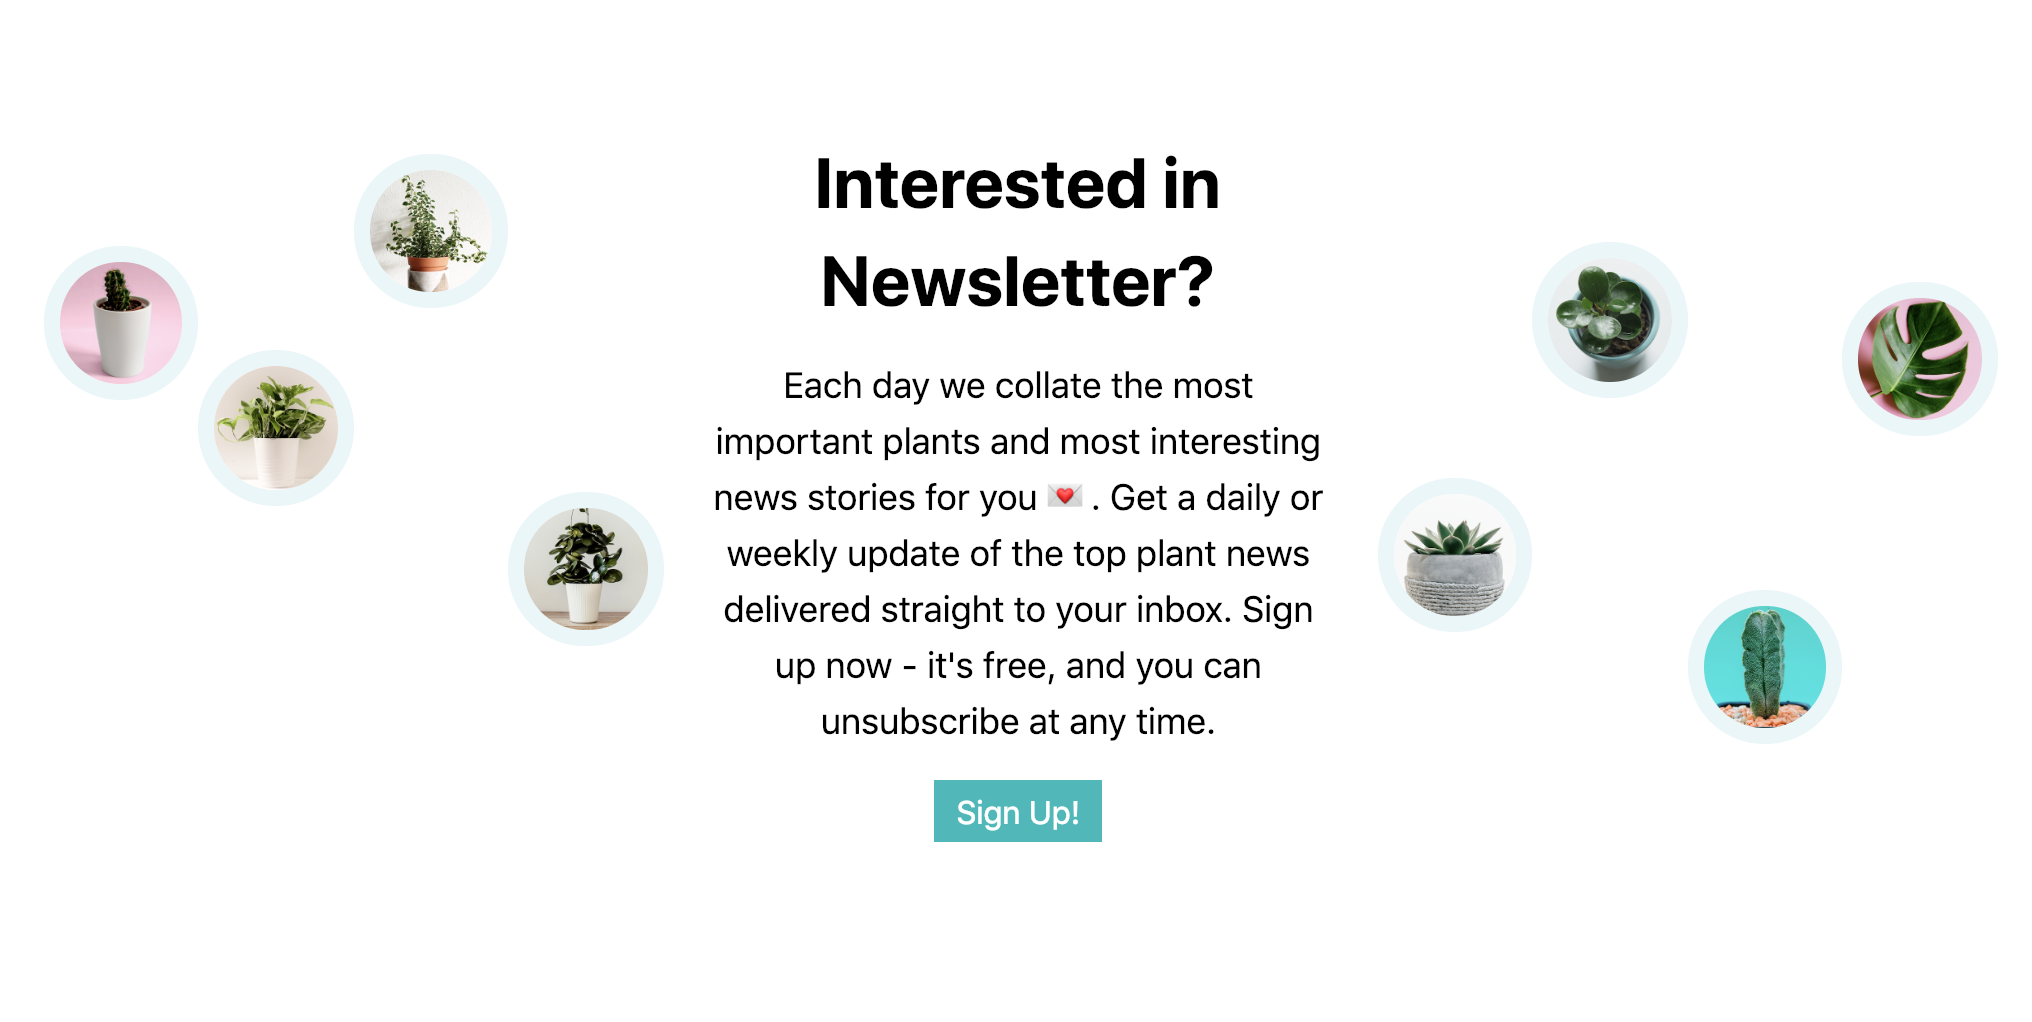 Interested in
Newsletter?
Each day we collate the most
important plants and most interesting
news stories for you 💌 . Get a daily or
weekly update of the top plant news
delivered straight to your inbox. Sign
up now - it's free, and you can
unsubscribe at any time.
Sign Up!